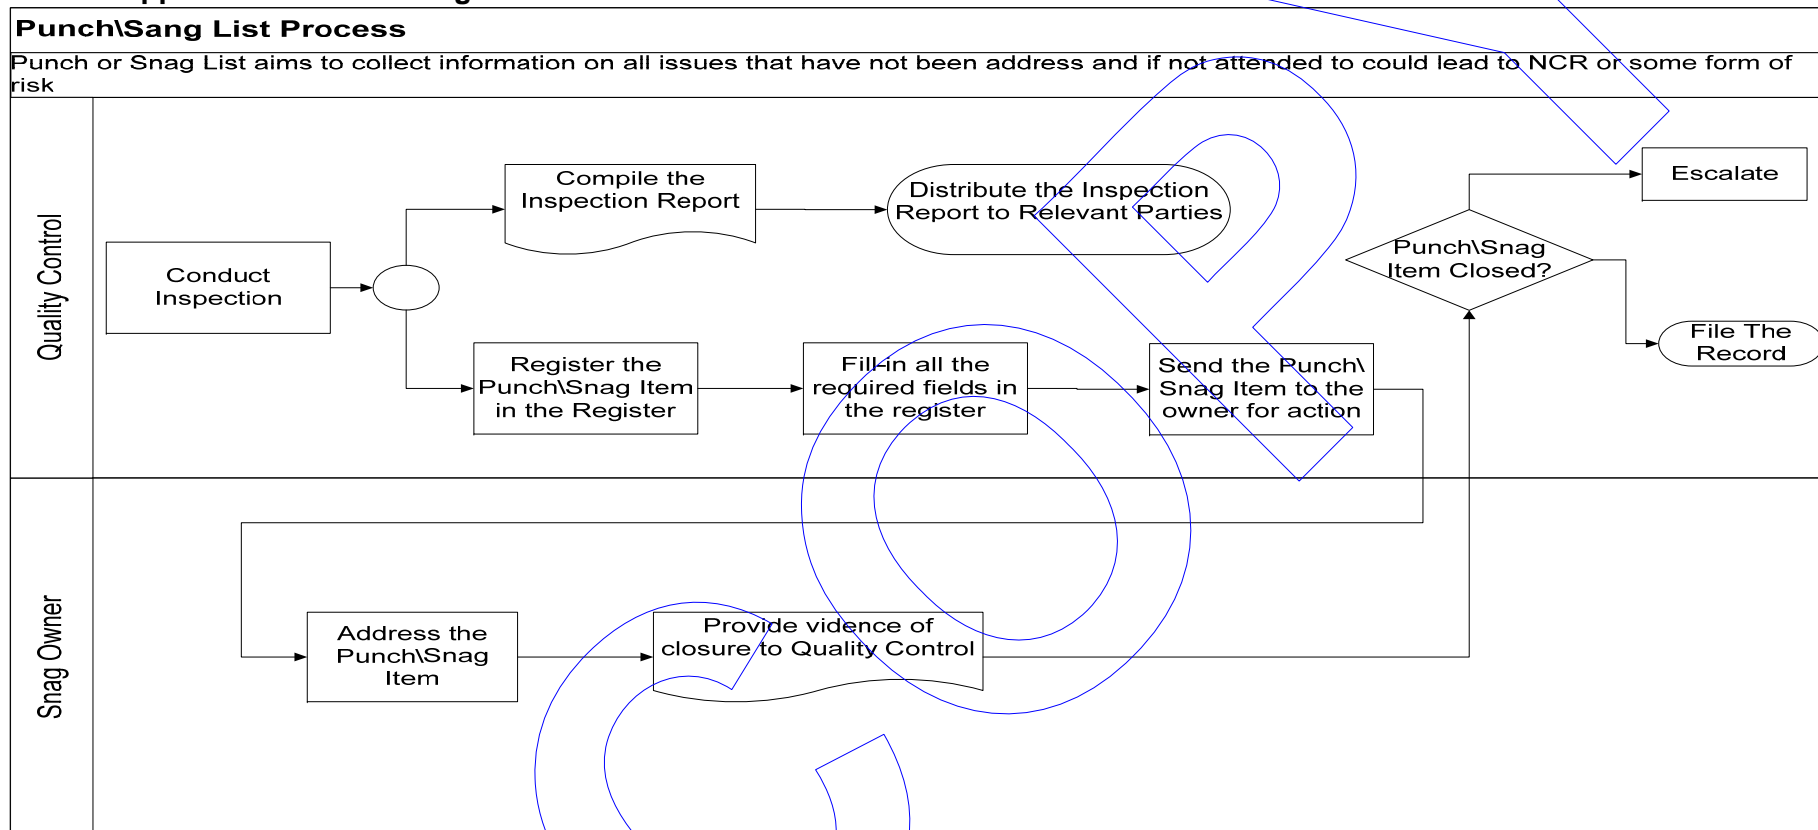 Punch\Sang List Process
Punch or Snag List aims to collect information on all issues that have not been address and if not attended to could lead to NCR or some form of
risk
Quality Control
Conduct
Inspection
Compile the
Inspection Report
Distribute the Inspection
Report to Relevant Parties
Register the
Punch\Snag Item
in the Register
Fill-in all the
required fields in
the register
Send the Punch\
Snag Item to the
owner for action
Punch\Snag
Item Closed?
Escalate
File The
Record
Snag Owner
Address the
Punch\Snag
Item
Provide vidence of
closure to Quality Control